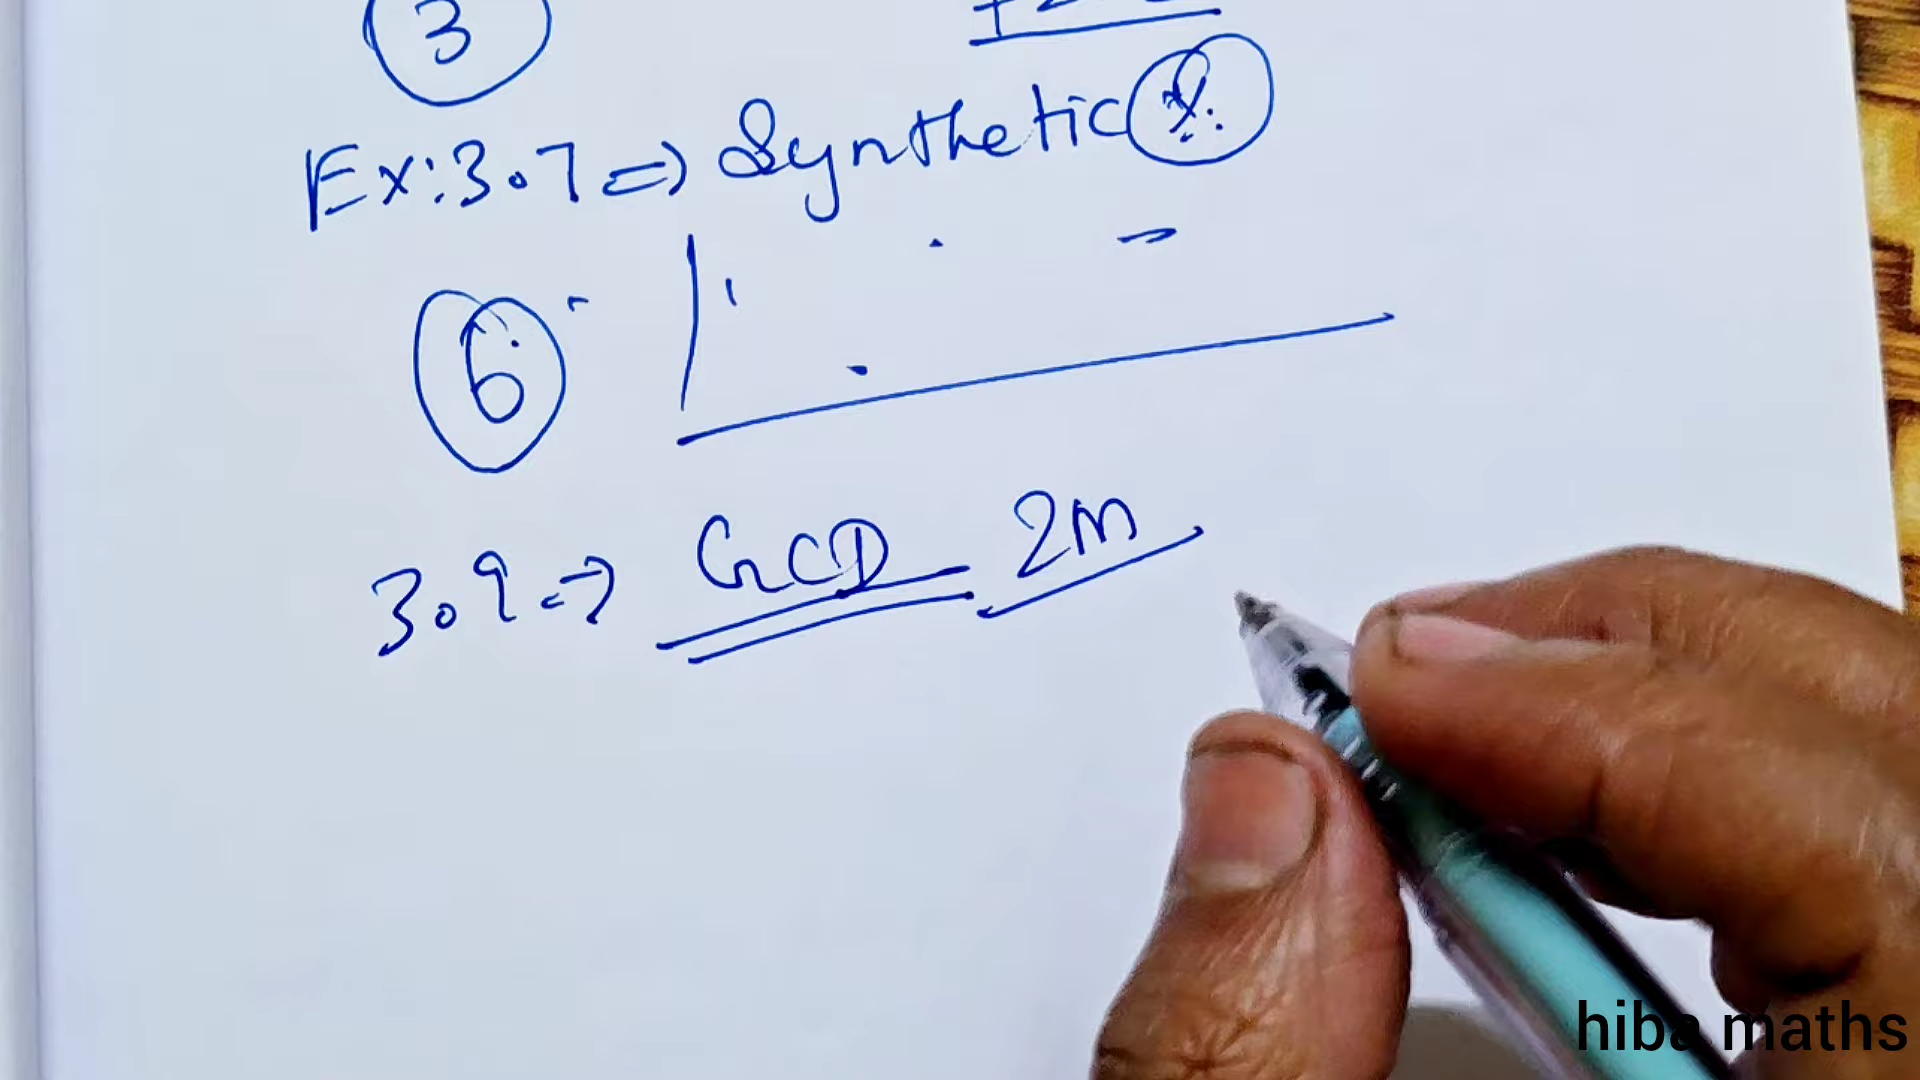 3
Ex:3.7 ⇒ Synthetic ÷
6
3.9 ⇒ GCD 2M
hiba maths